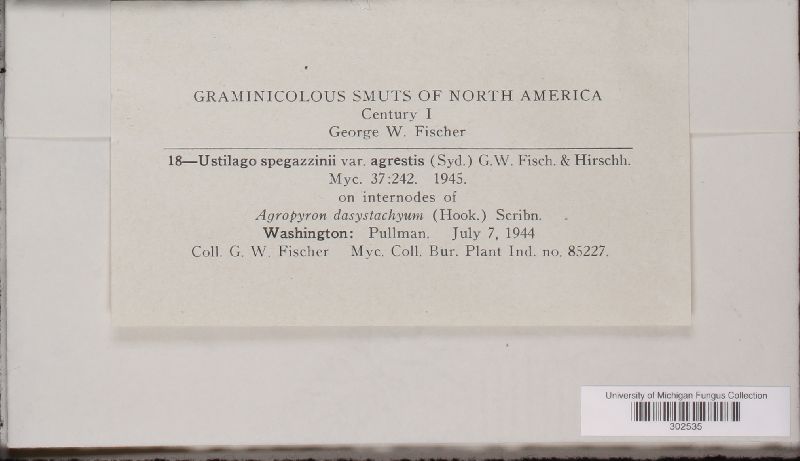 GRAMINICOLOUS SMUTS OF NORTH AMERICA
Century I
George W. Fischer
18—Ustilago spegazzinii var. agrestis (Syd.) G.W. Fisch. & Hirschh.
Myc. 37:242. 1945.
on internodes of
Agropyron dasystachyum (Hook.) Scribn.
Washington: Pullman. July 7, 1944
Coll. G. W. Fischer Myc. Coll. Bur. Plant Ind. no. 85227.
University of Michigan Fungus Collection
302535